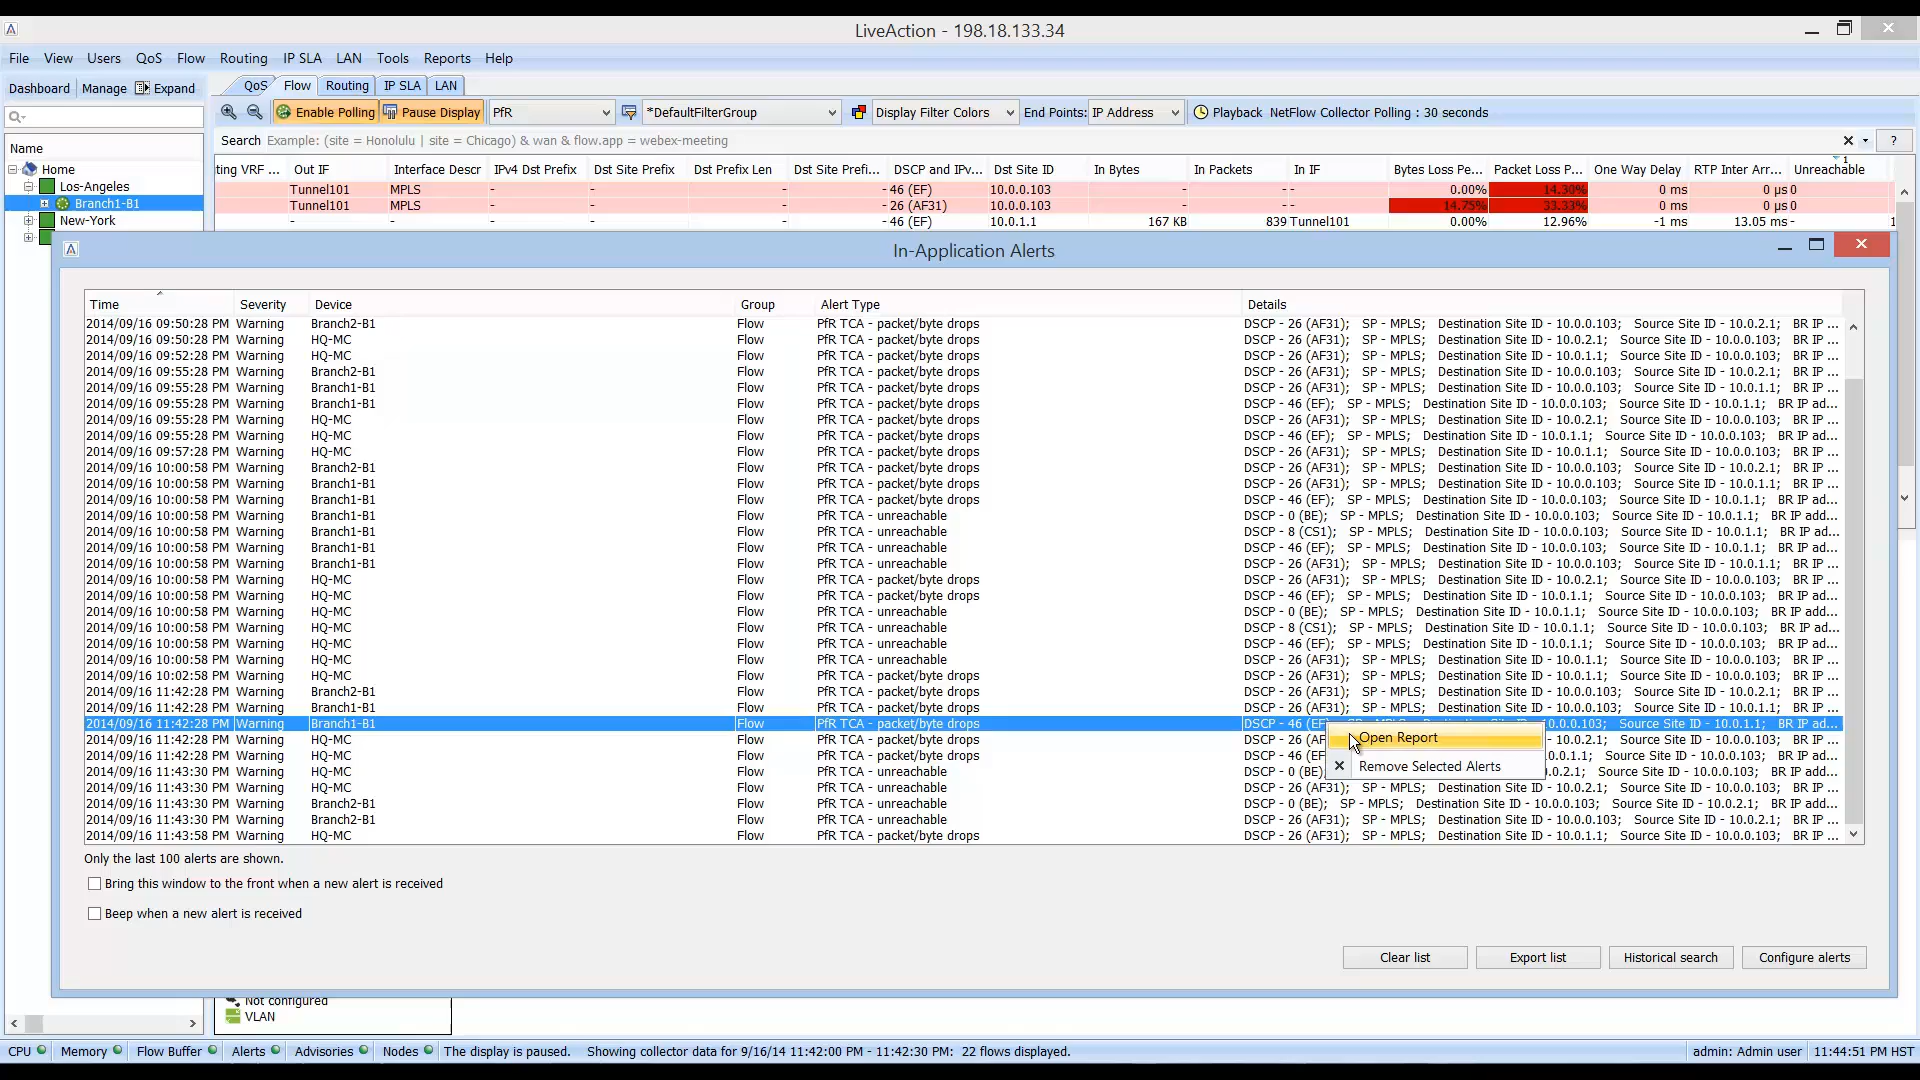 LiveAction - 198.18.133.34
File View Users QoS Flow Routing IP SLA LAN Tools Reports Help
Dashboard Manage Expand QoS Flow Routing IP SLA LAN
Enable Polling Pause Display PfR *DefaultFilterGroup Display Filter Colors End Points: IP Address Playback NetFlow Collector Polling : 30 seconds
Search Example: (site = Honolulu | site = Chicago) & wan & flow.app = webex-meeting ?
Name
Home
Los-Angeles
Branch1-B1
New-York
ting VRF ... Out IF Interface Descr IPv4 Dst Prefix Dst Site Prefix Dst Prefix Len Dst Site Prefi... DSCP and IPv... Dst Site ID In Bytes In Packets In IF Bytes Loss Pe... Packet Loss P... One Way Delay RTP Inter Arr... Unreachable 1
Tunnel101 MPLS - - - - 46 (EF) 10.0.0.103 - - - 0.00% 14.30% 0 ms 0 µs 0
Tunnel101 MPLS - - - - 26 (AF31) 10.0.0.103 - - - 14.75% 33.33% 0 ms 0 µs 0
- - - - - - 46 (EF) 10.0.1.1 167 KB 839 Tunnel101 0.00% 12.96% -1 ms 13.05 ms -
In-Application Alerts
Time Severity Device Group Alert Type Details
2014/09/16 09:50:28 PM Warning Branch2-B1 Flow PfR TCA - packet/byte drops DSCP - 26 (AF31); SP - MPLS; Destination Site ID - 10.0.0.103; Source Site ID - 10.0.2.1; BR IP ...
2014/09/16 09:50:28 PM Warning HQ-MC Flow PfR TCA - packet/byte drops DSCP - 26 (AF31); SP - MPLS; Destination Site ID - 10.0.2.1; Source Site ID - 10.0.0.103; BR IP ...
2014/09/16 09:52:28 PM Warning HQ-MC Flow PfR TCA - packet/byte drops DSCP - 26 (AF31); SP - MPLS; Destination Site ID - 10.0.1.1; Source Site ID - 10.0.0.103; BR IP ...
2014/09/16 09:55:28 PM Warning Branch2-B1 Flow PfR TCA - packet/byte drops DSCP - 26 (AF31); SP - MPLS; Destination Site ID - 10.0.0.103; Source Site ID - 10.0.2.1; BR IP ...
2014/09/16 09:55:28 PM Warning Branch1-B1 Flow PfR TCA - packet/byte drops DSCP - 26 (AF31); SP - MPLS; Destination Site ID - 10.0.0.103; Source Site ID - 10.0.1.1; BR IP ...
2014/09/16 09:55:28 PM Warning Branch1-B1 Flow PfR TCA - packet/byte drops DSCP - 46 (EF); SP - MPLS; Destination Site ID - 10.0.0.103; Source Site ID - 10.0.1.1; BR IP ad...
2014/09/16 09:55:28 PM Warning HQ-MC Flow PfR TCA - packet/byte drops DSCP - 26 (AF31); SP - MPLS; Destination Site ID - 10.0.2.1; Source Site ID - 10.0.0.103; BR IP ...
2014/09/16 09:55:28 PM Warning HQ-MC Flow PfR TCA - packet/byte drops DSCP - 46 (EF); SP - MPLS; Destination Site ID - 10.0.1.1; Source Site ID - 10.0.0.103; BR IP ad...
2014/09/16 09:57:28 PM Warning HQ-MC Flow PfR TCA - packet/byte drops DSCP - 26 (AF31); SP - MPLS; Destination Site ID - 10.0.1.1; Source Site ID - 10.0.0.103; BR IP ...
2014/09/16 10:00:58 PM Warning Branch2-B1 Flow PfR TCA - packet/byte drops DSCP - 26 (AF31); SP - MPLS; Destination Site ID - 10.0.0.103; Source Site ID - 10.0.2.1; BR IP ...
2014/09/16 10:00:58 PM Warning Branch1-B1 Flow PfR TCA - packet/byte drops DSCP - 26 (AF31); SP - MPLS; Destination Site ID - 10.0.0.103; Source Site ID - 10.0.1.1; BR IP ...
2014/09/16 10:00:58 PM Warning Branch1-B1 Flow PfR TCA - packet/byte drops DSCP - 46 (EF); SP - MPLS; Destination Site ID - 10.0.0.103; Source Site ID - 10.0.1.1; BR IP ad...
2014/09/16 10:00:58 PM Warning Branch1-B1 Flow PfR TCA - unreachable DSCP - 0 (BE); SP - MPLS; Destination Site ID - 10.0.0.103; Source Site ID - 10.0.1.1; BR IP add...
2014/09/16 10:00:58 PM Warning Branch1-B1 Flow PfR TCA - unreachable DSCP - 8 (CS1); SP - MPLS; Destination Site ID - 10.0.0.103; Source Site ID - 10.0.1.1; BR IP a...
2014/09/16 10:00:58 PM Warning Branch1-B1 Flow PfR TCA - unreachable DSCP - 46 (EF); SP - MPLS; Destination Site ID - 10.0.0.103; Source Site ID - 10.0.1.1; BR IP ad...
2014/09/16 10:00:58 PM Warning Branch1-B1 Flow PfR TCA - unreachable DSCP - 26 (AF31); SP - MPLS; Destination Site ID - 10.0.0.103; Source Site ID - 10.0.1.1; BR IP ...
2014/09/16 10:00:58 PM Warning HQ-MC Flow PfR TCA - packet/byte drops DSCP - 26 (AF31); SP - MPLS; Destination Site ID - 10.0.2.1; Source Site ID - 10.0.0.103; BR IP ...
2014/09/16 10:00:58 PM Warning HQ-MC Flow PfR TCA - packet/byte drops DSCP - 46 (EF); SP - MPLS; Destination Site ID - 10.0.1.1; Source Site ID - 10.0.0.103; BR IP ad...
2014/09/16 10:00:58 PM Warning HQ-MC Flow PfR TCA - unreachable DSCP - 0 (BE); SP - MPLS; Destination Site ID - 10.0.1.1; Source Site ID - 10.0.0.103; BR IP add...
2014/09/16 10:00:58 PM Warning HQ-MC Flow PfR TCA - unreachable DSCP - 8 (CS1); SP - MPLS; Destination Site ID - 10.0.1.1; Source Site ID - 10.0.0.103; BR IP a...
2014/09/16 10:00:58 PM Warning HQ-MC Flow PfR TCA - unreachable DSCP - 46 (EF); SP - MPLS; Destination Site ID - 10.0.1.1; Source Site ID - 10.0.0.103; BR IP ad...
2014/09/16 10:00:58 PM Warning HQ-MC Flow PfR TCA - unreachable DSCP - 26 (AF31); SP - MPLS; Destination Site ID - 10.0.1.1; Source Site ID - 10.0.0.103; BR IP ...
2014/09/16 10:02:58 PM Warning HQ-MC Flow PfR TCA - packet/byte drops DSCP - 26 (AF31); SP - MPLS; Destination Site ID - 10.0.1.1; Source Site ID - 10.0.0.103; BR IP ...
2014/09/16 11:42:28 PM Warning Branch2-B1 Flow PfR TCA - packet/byte drops DSCP - 26 (AF31); SP - MPLS; Destination Site ID - 10.0.0.103; Source Site ID - 10.0.2.1; BR IP ...
2014/09/16 11:42:28 PM Warning Branch1-B1 Flow PfR TCA - packet/byte drops DSCP - 26 (AF31); SP - MPLS; Destination Site ID - 10.0.0.103; Source Site ID - 10.0.1.1; BR IP ...
2014/09/16 11:42:28 PM Warning Branch1-B1 Flow PfR TCA - packet/byte drops DSCP - 46 (EF) 0.0.0.103; Source Site ID - 10.0.1.1; BR IP ad...
2014/09/16 11:42:28 PM Warning HQ-MC Flow PfR TCA - packet/byte drops DSCP - 26 (AF Open Report - 10.0.2.1; Source Site ID - 10.0.0.103; BR IP ...
2014/09/16 11:42:28 PM Warning HQ-MC Flow PfR TCA - packet/byte drops DSCP - 46 (EF 0.0.1.1; Source Site ID - 10.0.0.103; BR IP ad...
2014/09/16 11:43:30 PM Warning HQ-MC Flow PfR TCA - unreachable DSCP - 0 (BE) Remove Selected Alerts .0.2.1; Source Site ID - 10.0.0.103; BR IP add...
2014/09/16 11:43:30 PM Warning HQ-MC Flow PfR TCA - unreachable DSCP - 26 (AF31); SP - MPLS; Destination Site ID - 10.0.2.1; Source Site ID - 10.0.0.103; BR IP ...
2014/09/16 11:43:30 PM Warning Branch2-B1 Flow PfR TCA - unreachable DSCP - 0 (BE); SP - MPLS; Destination Site ID - 10.0.0.103; Source Site ID - 10.0.2.1; BR IP add...
2014/09/16 11:43:30 PM Warning Branch2-B1 Flow PfR TCA - unreachable DSCP - 26 (AF31); SP - MPLS; Destination Site ID - 10.0.0.103; Source Site ID - 10.0.2.1; BR IP ...
2014/09/16 11:43:58 PM Warning HQ-MC Flow PfR TCA - packet/byte drops DSCP - 26 (AF31); SP - MPLS; Destination Site ID - 10.0.1.1; Source Site ID - 10.0.0.103; BR IP ...
Only the last 100 alerts are shown.
Bring this window to the front when a new alert is received
Beep when a new alert is received
Clear list Export list Historical search Configure alerts
Not configured
VLAN
CPU Memory Flow Buffer Alerts Advisories Nodes The display is paused. Showing collector data for 9/16/14 11:42:00 PM - 11:42:30 PM: 22 flows displayed. admin: Admin user 11:44:51 PM HST